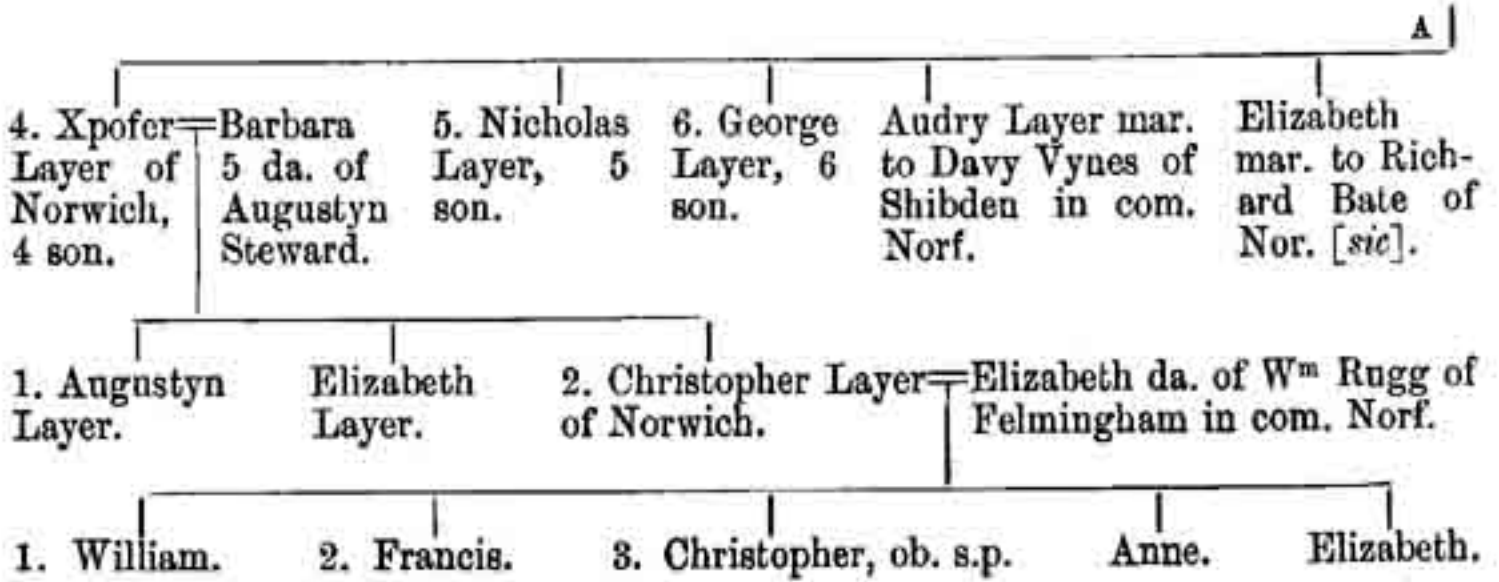 A
4. Xpofer
Layer of
Norwich,
4 son.
Barbara
5 da. of
Augustyn
Steward.
5. Nicholas
Layer, 5
son.
6. George
Layer, 6
son.
Audry Layer mar.
to Davy Vynes of
Shibden in com.
Norf.
Elizabeth
mar. to Rich-
ard Bate of
Nor. [sic].
1. Augustyn
Layer.
Elizabeth
Layer.
2. Christopher Layer
of Norwich.
Elizabeth da. of Wᵐ Rugg of
Felmingham in com. Norf.
1. William.
2. Francis.
3. Christopher, ob. s.p.
Anne.
Elizabeth.